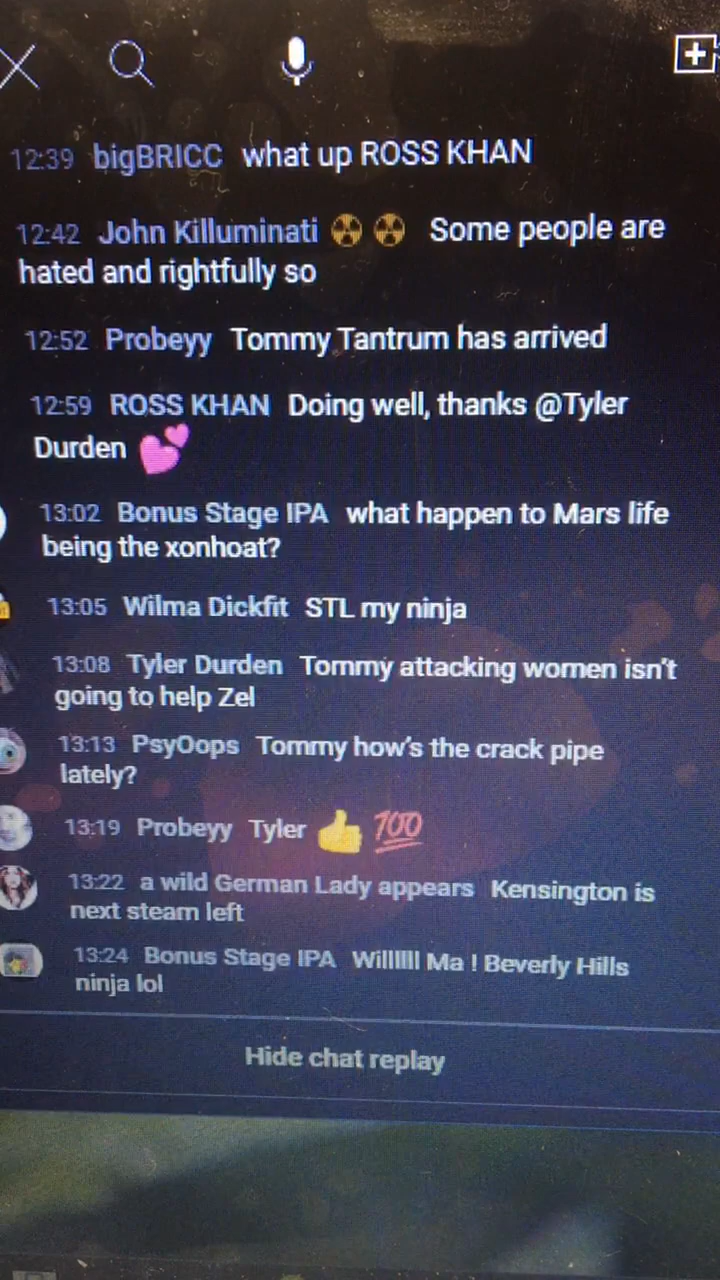 12:39 bigBRICC what up ROSS KHAN
12:42 John Killuminati ☢️ ☢️ Some people are
hated and rightfully so
12:52 Probeyy Tommy Tantrum has arrived
12:59 ROSS KHAN Doing well, thanks @Tyler
Durden 💕
13:02 Bonus Stage IPA what happen to Mars life
being the xonhoat?
13:05 Wilma Dickfit STL my ninja
13:08 Tyler Durden Tommy attacking women isn't
going to help Zel
13:13 PsyOops Tommy how's the crack pipe
lately?
13:19 Probeyy Tyler 👍 💯
13:22 a wild German Lady appears Kensington is
next steam left
13:24 Bonus Stage IPA Willllll Ma ! Beverly Hills
ninja lol
Hide chat replay